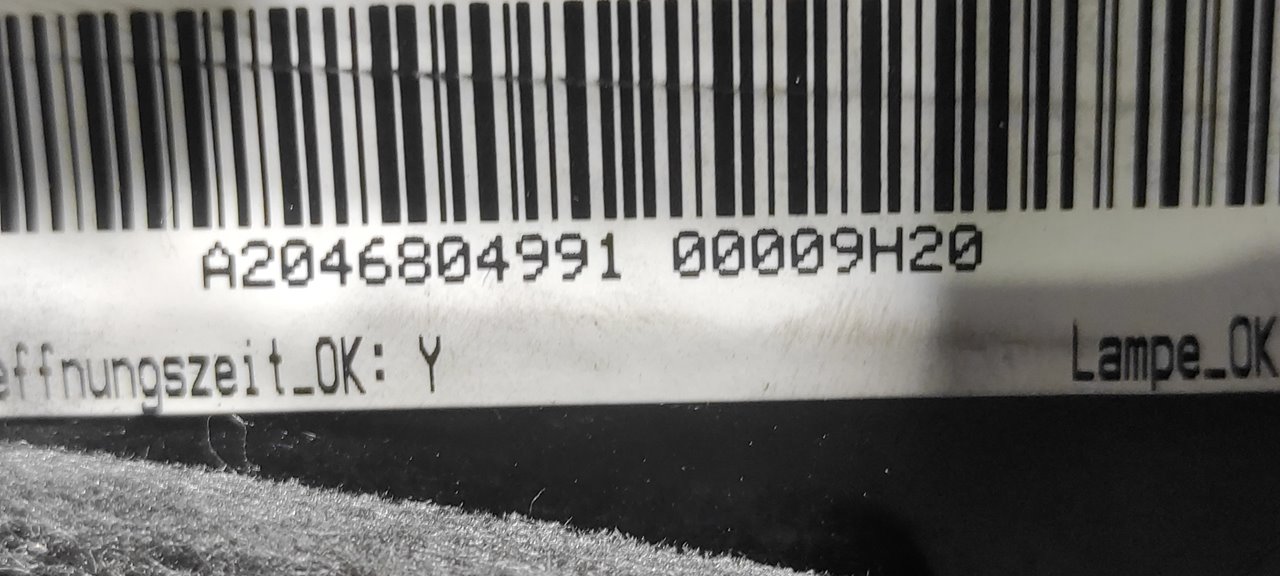 A2046804991 00009H20
effnungszeit_OK: Y
Lampe_OK